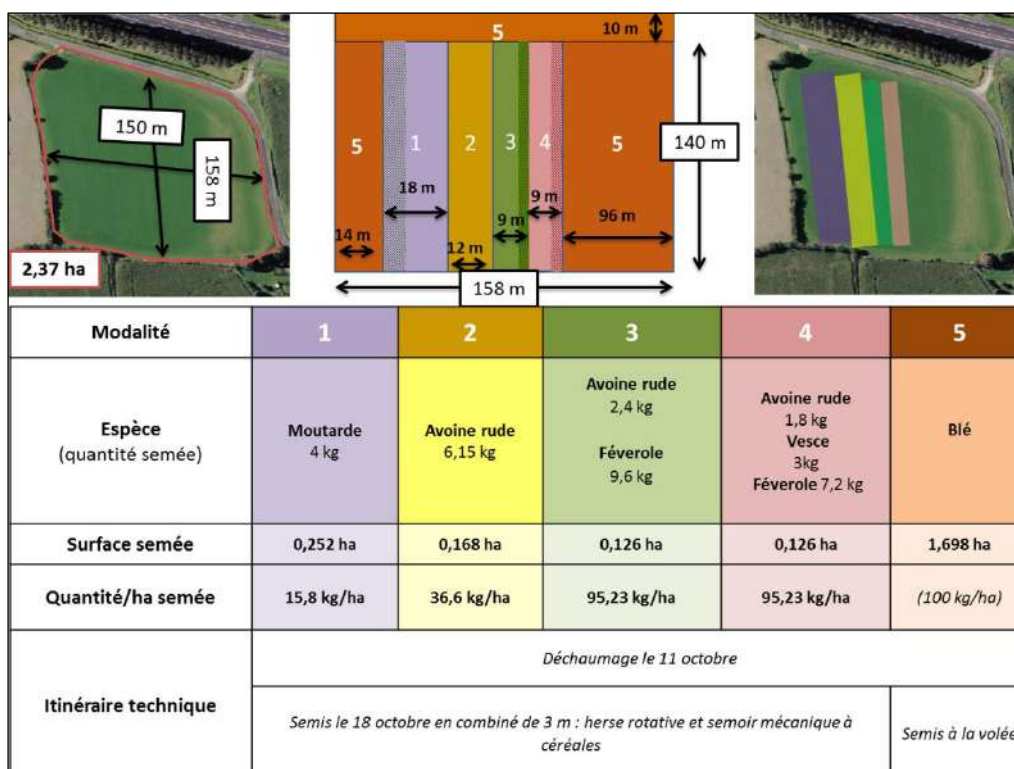 150 m
158 m
2,37 ha
5
10 m
5
1
2
3
4
5
140 m
18 m
9 m
9 m
14 m
12 m
96 m
158 m
Modalité
1
2
3
4
5
Espèce
(quantité semée)
Moutarde
4 kg
Avoine rude
6,15 kg
Avoine rude
2,4 kg
Féverole
9,6 kg
Avoine rude
1,8 kg
Vesce
3kg
Féverole 7,2 kg
Blé
Surface semée
0,252 ha
0,168 ha
0,126 ha
0,126 ha
1,698 ha
Quantité/ha semée
15,8 kg/ha
36,6 kg/ha
95,23 kg/ha
95,23 kg/ha
(100 kg/ha)
Itinéraire technique
Déchaumage le 11 octobre
Semis le 18 octobre en combiné de 3 m : herse rotative et semoir mécanique à
céréales
Semis à la volée